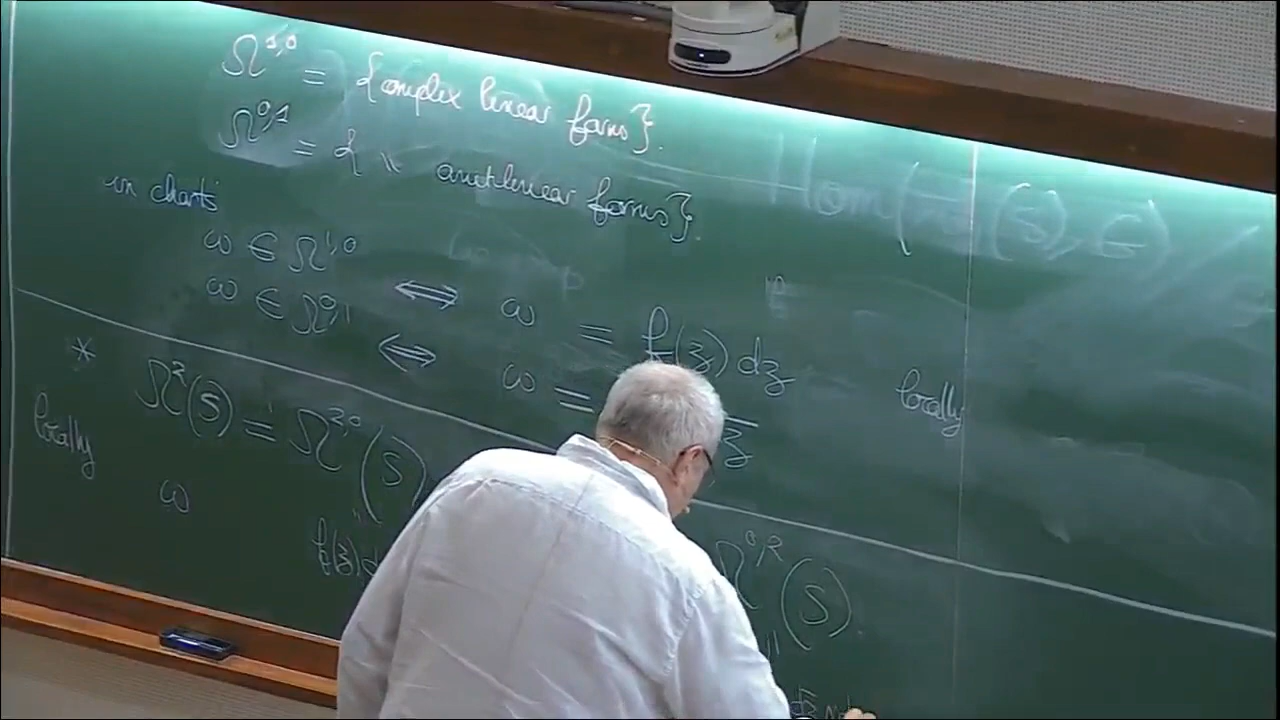 Ω^{1,0} = {complex linear forms}.
Ω^{0,1} = { " antilinear forms}.
Hom( (S), C)
in charts
ω ∈ Ω^{1,0} ⟺ ω = f(z) dz
ω ∈ Ω^{0,1} ⟺ ω = z̄
locally
* Ω²(S) = Ω^{2,0}(S) Ω^{0,2}(S)
locally ω f(z) d